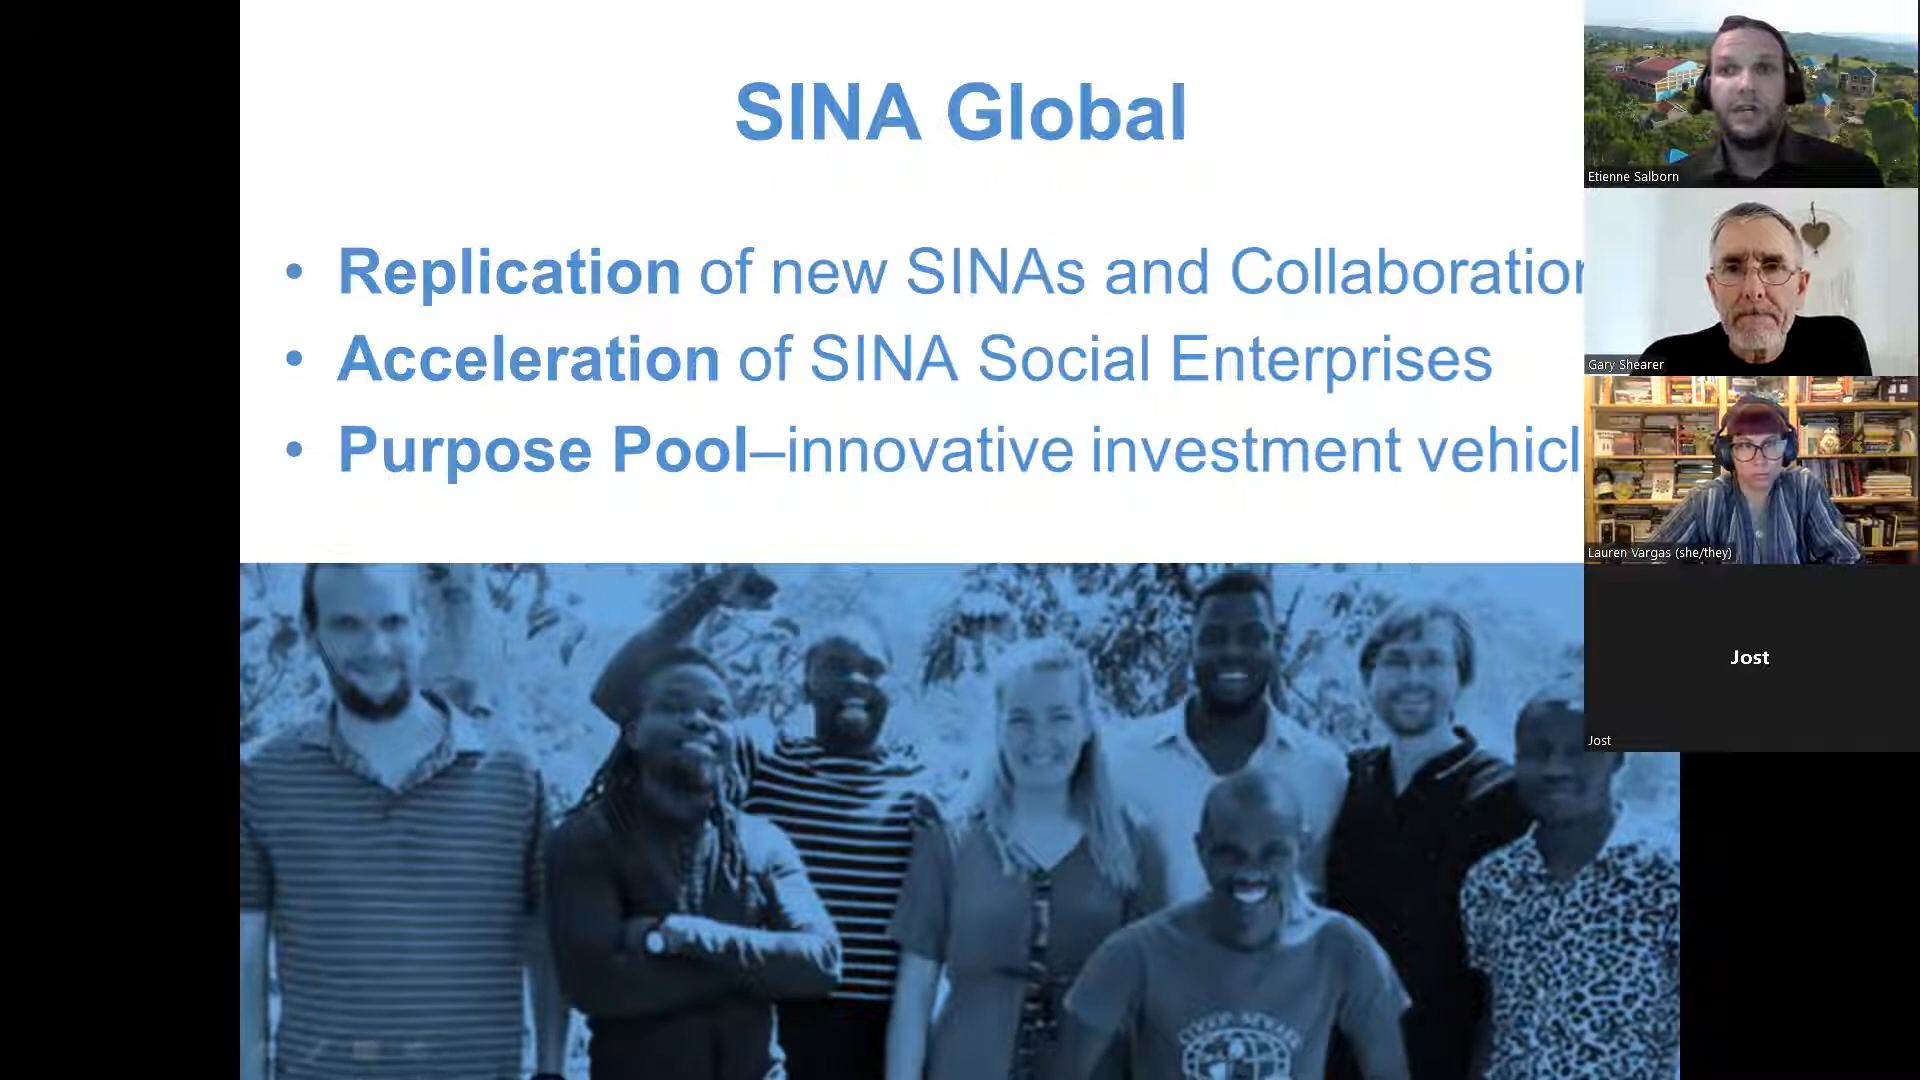 SINA Global
• Replication of new SINAs and Collaboration
• Acceleration of SINA Social Enterprises
• Purpose Pool–innovative investment vehicl
Etienne Salborn
Gary Shearer
Lauren Vargas (she/they)
Jost
Jost